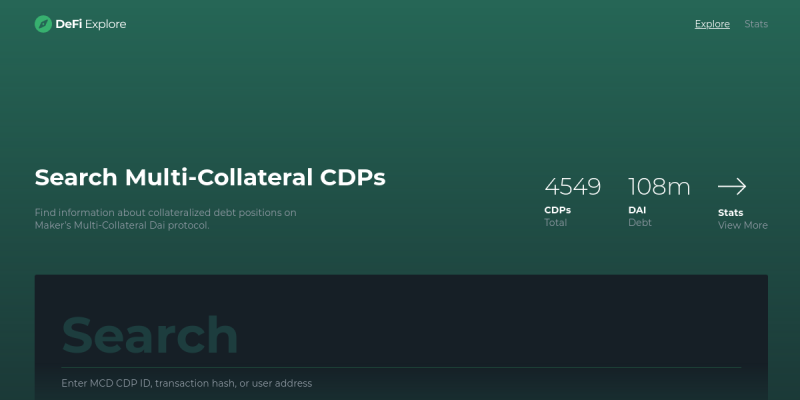 DeFi Explore
Explore Stats
Search Multi-Collateral CDPs
Find information about collateralized debt positions on
Maker's Multi-Collateral Dai protocol.
4549
CDPs
Total
108m
DAI
Debt
Stats
View More
Search
Enter MCD CDP ID, transaction hash, or user address